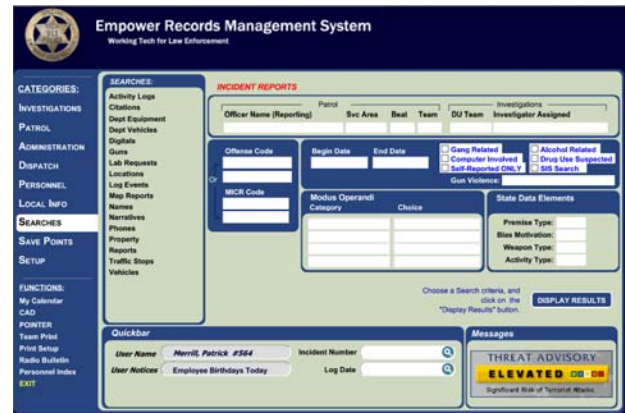 Empower Records Management System
Working Tech for Law Enforcement
CATEGORIES:
INVESTIGATIONS
PATROL
ADMINISTRATION
DISPATCH
PERSONNEL
LOCAL INFO
SEARCHES
SAVE POINTS
SETUP
FUNCTIONS:
My Calendar
CAD
POINTER
Team Print
Print Setup
Radio Bulletin
Personnel Index
EXIT
SEARCHES:
Activity Logs
Citations
Dept Equipment
Dept Vehicles
Digitals
Guns
Lab Requests
Locations
Log Events
Map Reports
Names
Narratives
Phones
Property
Reports
Traffic Stops
Vehicles
INCIDENT REPORTS
Patrol
Officer Name (Reporting) Svc Area Beat Team
Investigations
DU Team Investigator Assigned
Offense Code
Or
MICR Code
Begin Date End Date
Gang Related
Computer Involved
Self-Reported ONLY
Alcohol Related
Drug Use Suspected
SIS Search
Gun Violence:
Modus Operandi
Category Choice
State Data Elements
Premise Type:
Bias Motivation:
Weapon Type:
Activity Type:
Choose a Search criteria, and
click on the
"Display Results" button.
DISPLAY RESULTS
Quickbar
User Name Merrill, Patrick #564
User Notices Employee Birthdays Today
Incident Number
Log Date
Messages
THREAT ADVISORY
ELEVATED
Significant Risk of Terrorist Attacks